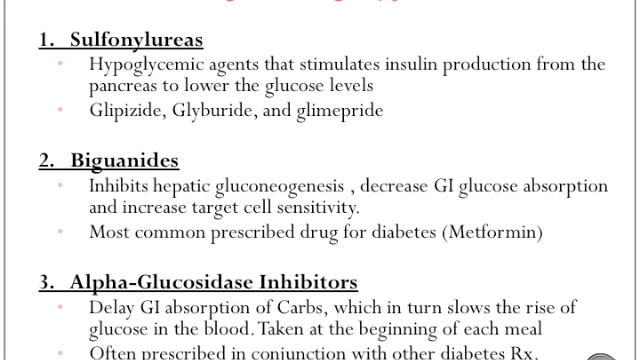 1. Sulfonylureas
• Hypoglycemic agents that stimulates insulin production from the
pancreas to lower the glucose levels
• Glipizide, Glyburide, and glimepride
2. Biguanides
• Inhibits hepatic gluconeogenesis , decrease GI glucose absorption
and increase target cell sensitivity.
• Most common prescribed drug for diabetes (Metformin)
3. Alpha-Glucosidase Inhibitors
• Delay GI absorption of Carbs, which in turn slows the rise of
glucose in the blood. Taken at the beginning of each meal
• Often prescribed in conjunction with other diabetes Rx.